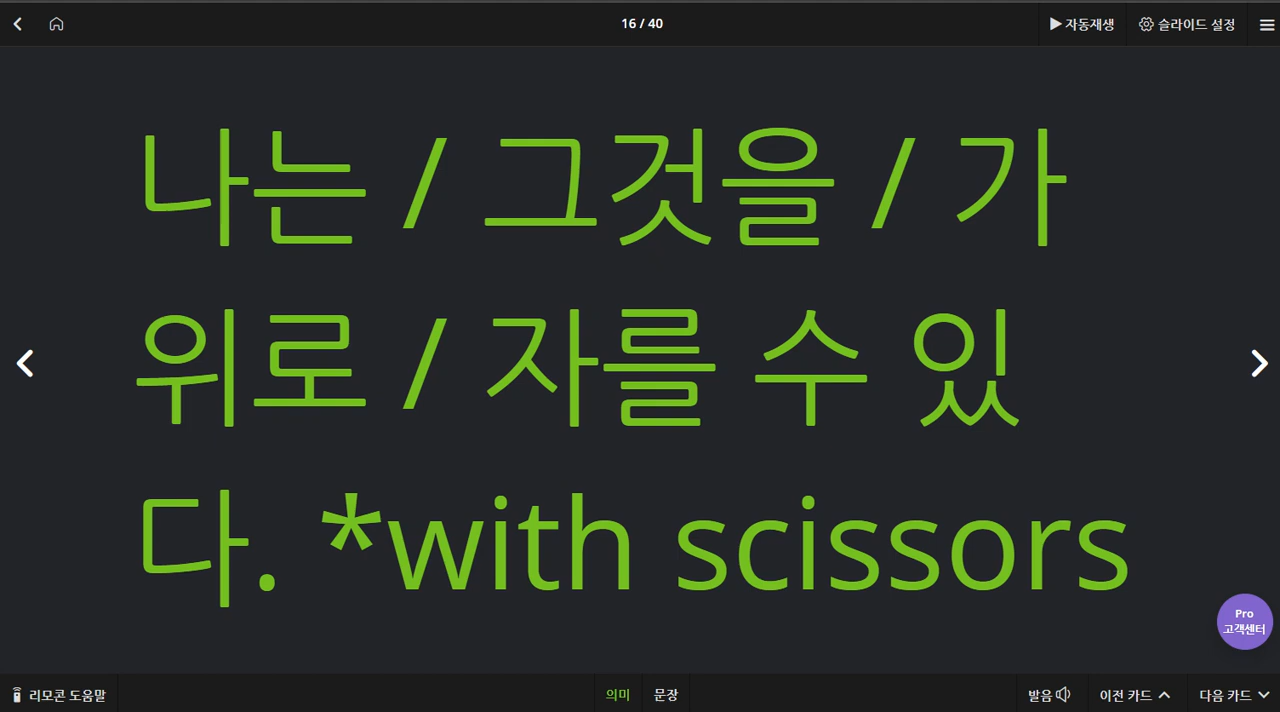 16 / 40
자동재생
슬라이드 설정
나는 / 그것을 / 가
위로 / 자를 수 있
다. *with scissors
Pro
고객센터
리모콘 도움말
의미
문장
발음
이전 카드
다음 카드